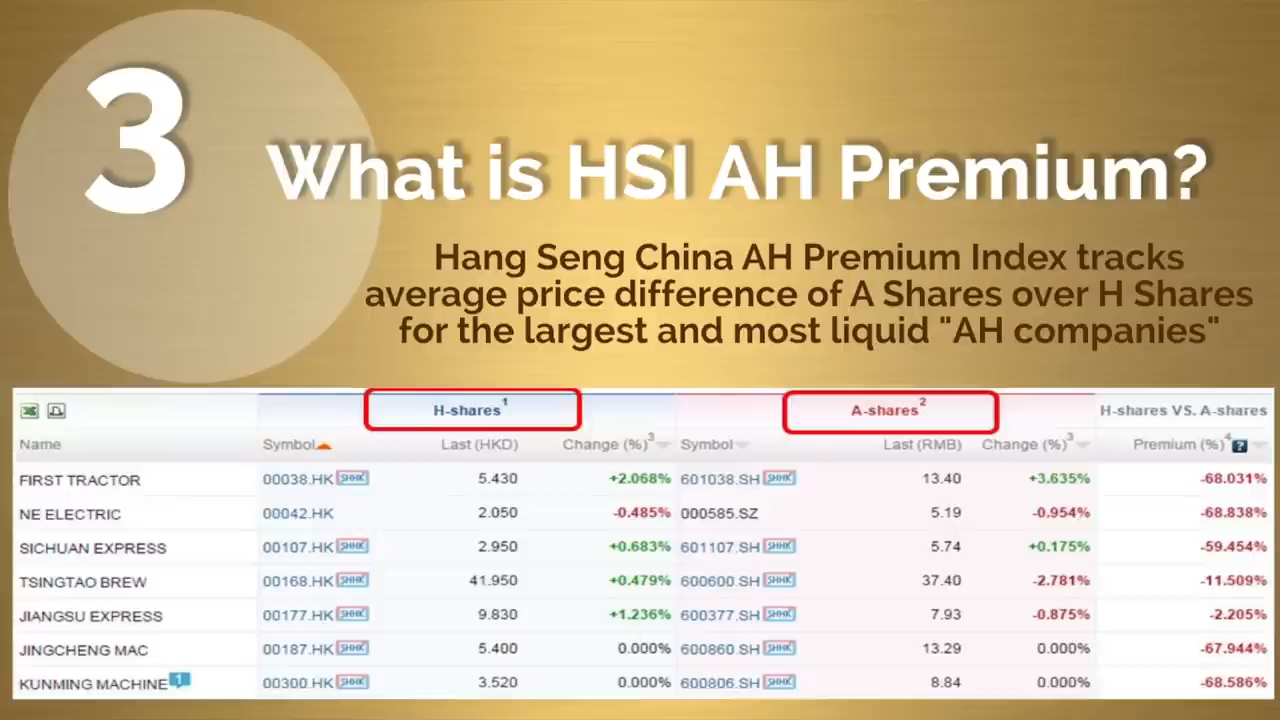 3
What is HSI AH Premium?
Hang Seng China AH Premium Index tracks
average price difference of A Shares over H Shares
for the largest and most liquid "AH companies"
H-shares1 A-shares2 H-shares VS. A-shares
Name Symbol Last (HKD) Change (%)3 Symbol Last (RMB) Change (%)3 Premium (%)4 ?
FIRST TRACTOR 00038.HK SHHK 5.430 +2.068% 601038.SH SHHK 13.40 +3.635% -68.031%
NE ELECTRIC 00042.HK 2.050 -0.485% 000585.SZ 5.19 -0.954% -68.838%
SICHUAN EXPRESS 00107.HK SHHK 2.950 +0.683% 601107.SH SHHK 5.74 +0.175% -59.454%
TSINGTAO BREW 00168.HK SHHK 41.950 +0.479% 600600.SH SHHK 37.40 -2.781% -11.509%
JIANGSU EXPRESS 00177.HK SHHK 9.830 +1.236% 600377.SH SHHK 7.93 -0.875% -2.205%
JINGCHENG MAC 00187.HK SHHK 5.400 0.000% 600860.SH SHHK 13.29 0.000% -67.944%
KUNMING MACHINE 1 00300.HK SHHK 3.520 0.000% 600806.SH SHHK 8.84 0.000% -68.586%